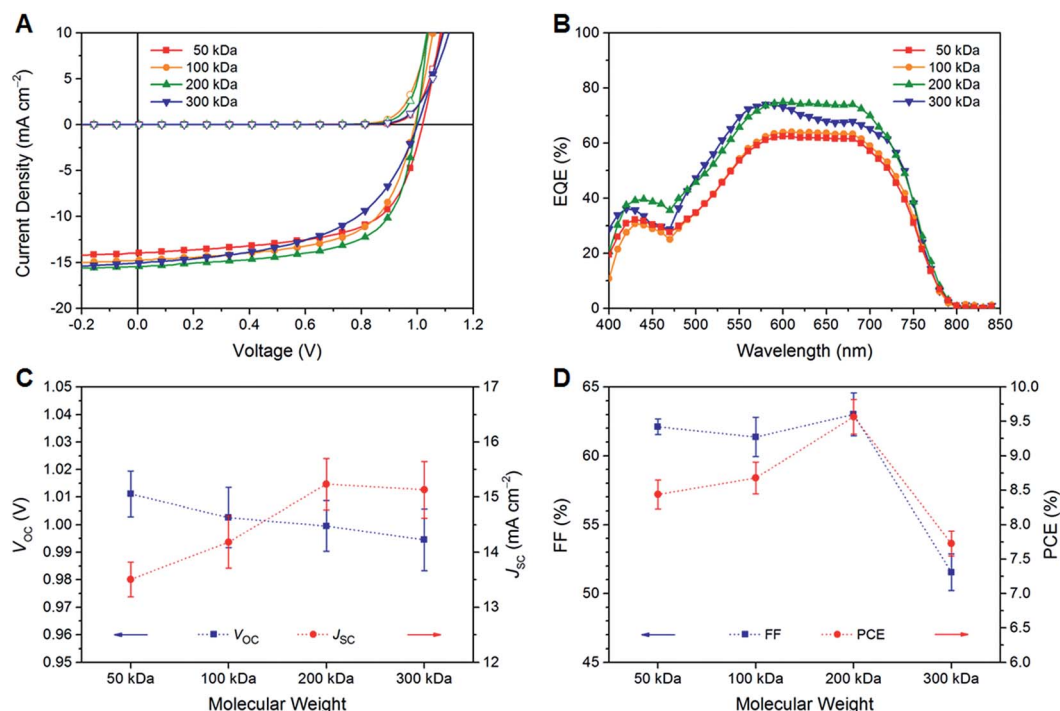 A
50 kDa
100 kDa
200 kDa
300 kDa
10
5
0
-5
-10
-15
-20
Current Density (mA cm⁻²)
-0.2 0.0 0.2 0.4 0.6 0.8 1.0 1.2
Voltage (V)
B
50 kDa
100 kDa
200 kDa
300 kDa
100
80
60
40
20
0
EQE (%)
400 450 500 550 600 650 700 750 800 850
Wavelength (nm)
C
1.05
1.04
1.03
1.02
1.01
1.00
0.99
0.98
0.97
0.96
0.95
VOC (V)
17
16
15
14
13
12
JSC (mA cm⁻²)
VOC JSC
50 kDa 100 kDa 200 kDa 300 kDa
Molecular Weight
D
65
60
55
50
45
FF (%)
10.0
9.5
9.0
8.5
8.0
7.5
7.0
6.5
6.0
PCE (%)
FF PCE
50 kDa 100 kDa 200 kDa 300 kDa
Molecular Weight